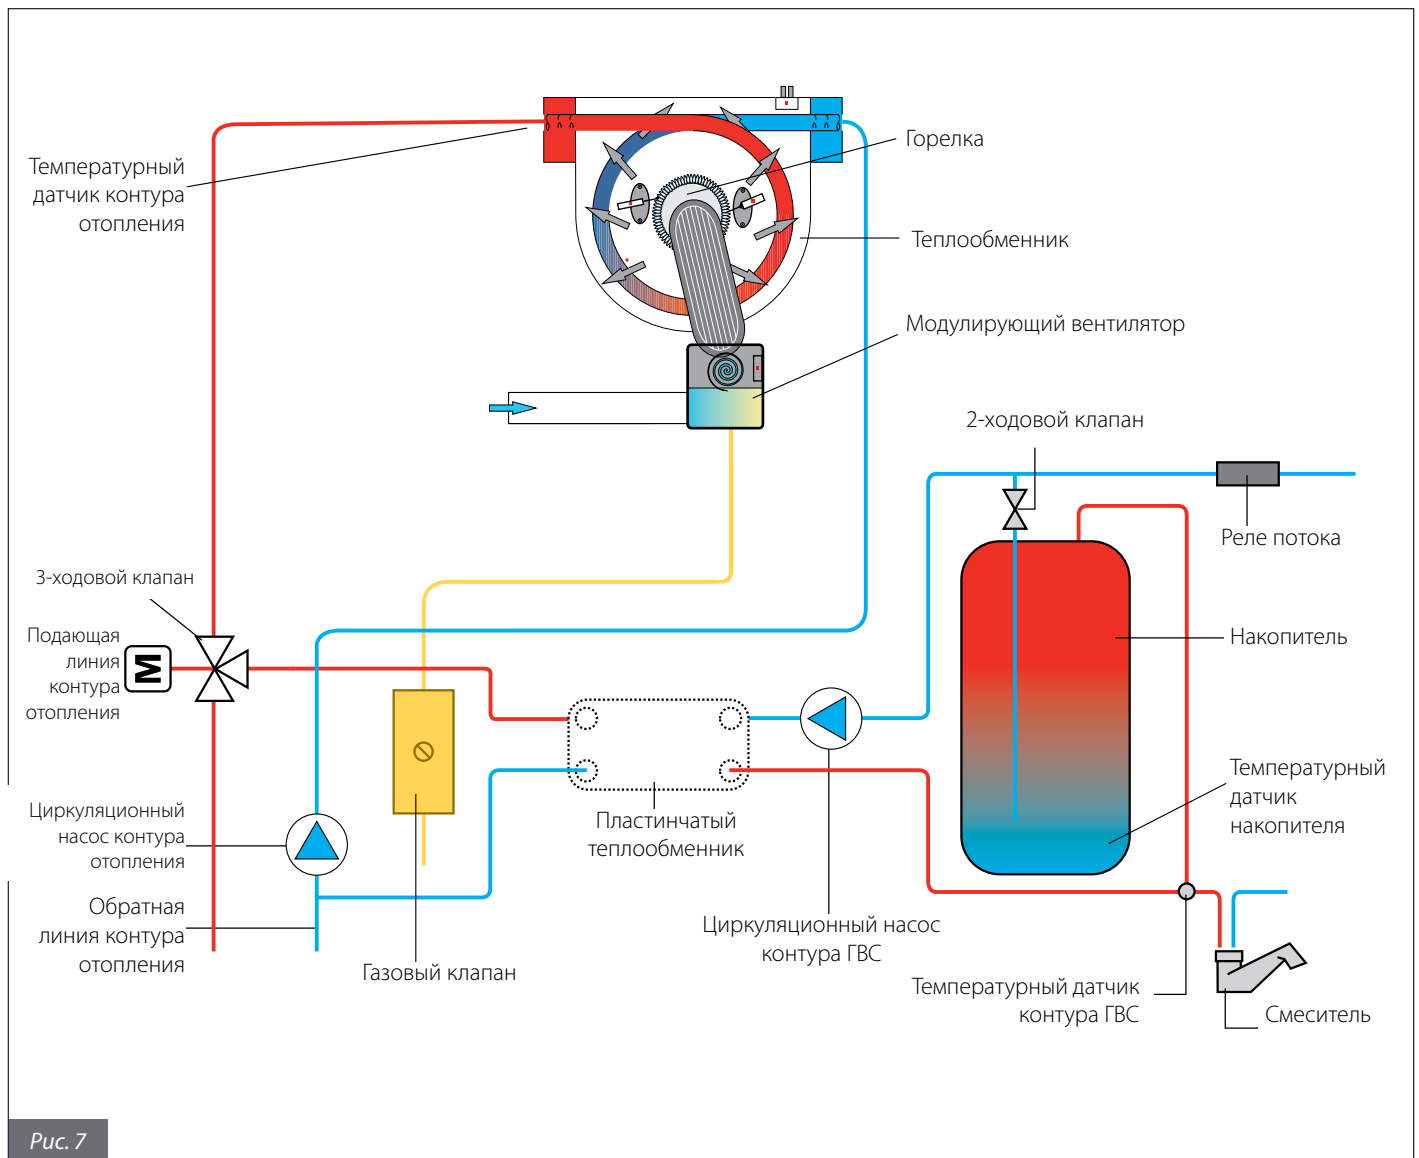 Температурный
датчик контура
отопления
Горелка
Теплообменник
Модулирующий вентилятор
2-ходовой клапан
Реле потока
3-ходовой клапан
Подающая
линия
контура
отопления
M
Накопитель
Температурный
датчик
накопителя
Пластинчатый
теплообменник
Циркуляционный
насос контура
отопления
Обратная
линия контура
отопления
Газовый клапан
Циркуляционный насос
контура ГВС
Температурный датчик
контура ГВС
Смеситель
Рис. 7